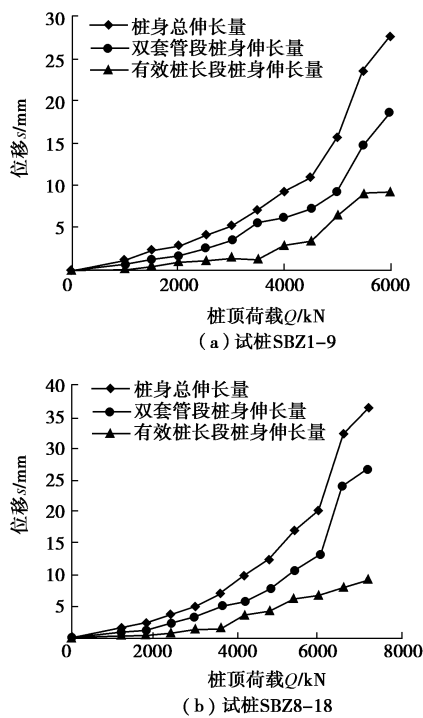 30
25
20
15
10
5
位移s/mm
桩身总伸长量
双套管段桩身伸长量
有效桩长段桩身伸长量
0 2000 4000 6000
桩顶荷载Q/kN
(a) 试桩SBZ1-9
40
35
30
25
20
15
10
5
位移s/mm
桩身总伸长量
双套管段桩身伸长量
有效桩长段桩身伸长量
0 2000 4000 6000 8000
桩顶荷载Q/kN
(b) 试桩SBZ8-18